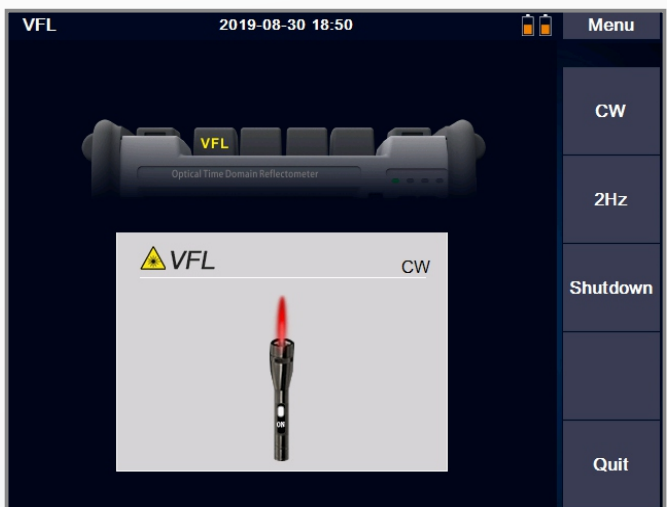 VFL 2019-08-30 18:50 Menu
CW
VFL
Optical Time Domain Reflectometer
2Hz
VFL CW
Shutdown
ON
Quit